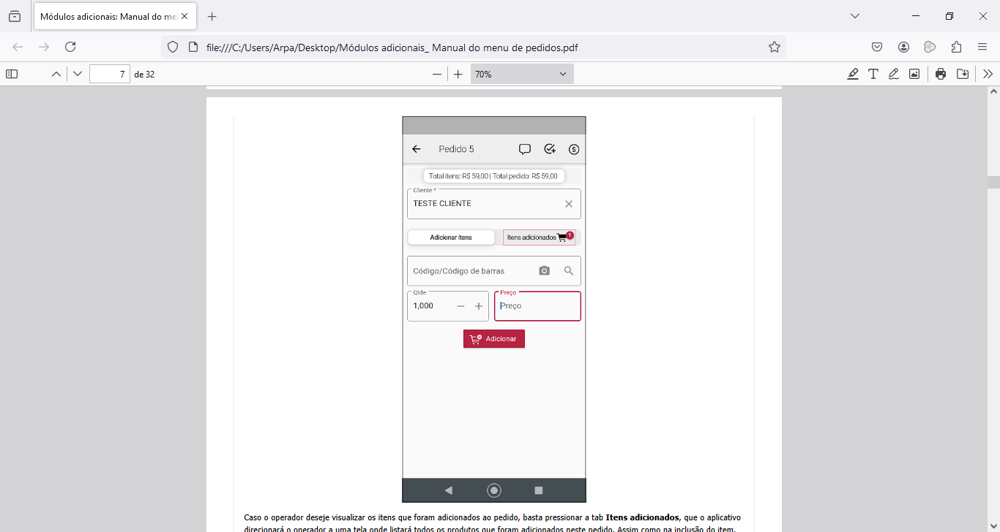 Módulos adicionais: Manual do me
file:///C:/Users/Arpa/Desktop/Módulos adicionais_ Manual do menu de pedidos.pdf
7 de 32
70%
Pedido 5
Total itens: R$ 59,00 | Total pedido: R$ 59,00
Cliente *
TESTE CLIENTE
Adicionar itens
Itens adicionados 1
Código/Código de barras
Qtde
Preço
1,000
Preço
Adicionar
Caso o operador deseje visualizar os itens que foram adicionados ao pedido, basta pressionar a tab Itens adicionados, que o aplicativo
direcionará o operador a uma tela onde listará todos os produtos que foram adicionados neste pedido. Assim como na inclusão do item,